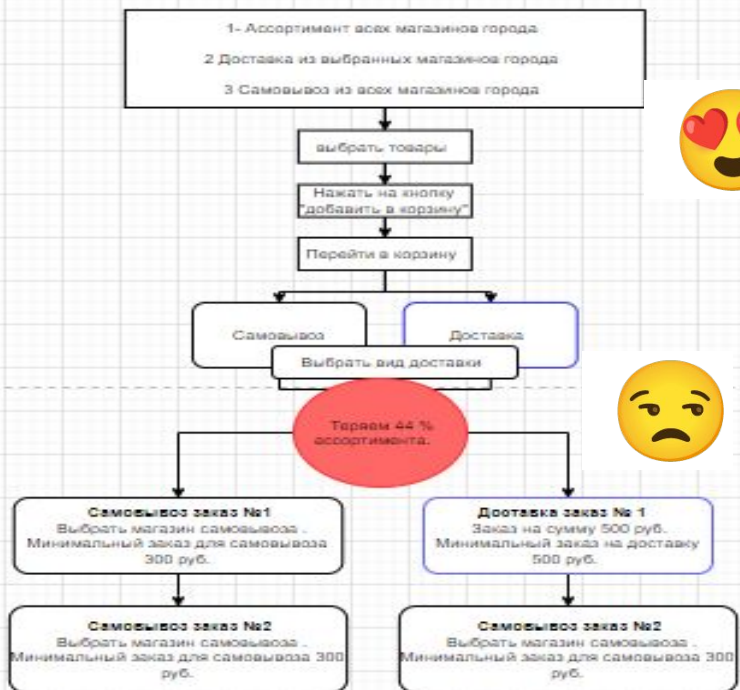 1- Ассортимент всех магазинов города
2 Доставка из выбранных магазинов города
3 Самовывоз из всех магазинов города
выбрать товары
Нажать на кнопку
"добавить в корзину"
Перейти в корзину
Самовывоз
Доставка
Выбрать вид доставки
Теряем 44 %
ассортимента.
Самовывоз заказ №1
Выбрать магазин самовывоза .
Минимальный заказ для самовывоза
300 руб.
Доставка заказ № 1
Заказ на сумму 500 руб.
Минимальный заказ на доставку
500 руб.
Самовывоз заказ №2
Выбрать магазин самовывоза .
Минимальный заказ для самовывоза 300
руб.
Самовывоз заказ №2
Выбрать магазин самовывоза .
Минимальный заказ для самовывоза 300
руб.